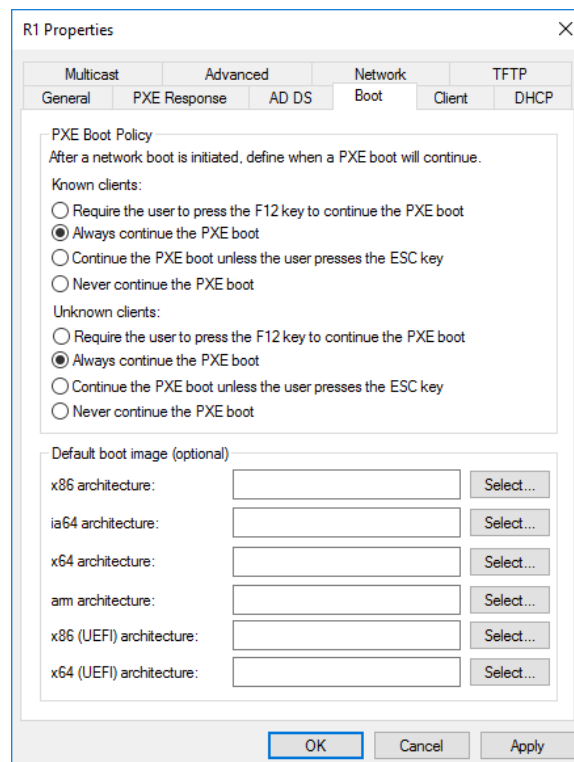 R1 Properties
Multicast Advanced Network TFTP
General PXE Response AD DS Boot Client DHCP
PXE Boot Policy
After a network boot is initiated, define when a PXE boot will continue.
Known clients:
Require the user to press the F12 key to continue the PXE boot
Always continue the PXE boot
Continue the PXE boot unless the user presses the ESC key
Never continue the PXE boot
Unknown clients:
Require the user to press the F12 key to continue the PXE boot
Always continue the PXE boot
Continue the PXE boot unless the user presses the ESC key
Never continue the PXE boot
Default boot image (optional)
x86 architecture: Select...
ia64 architecture: Select...
x64 architecture: Select...
arm architecture: Select...
x86 (UEFI) architecture: Select...
x64 (UEFI) architecture: Select...
OK Cancel Apply